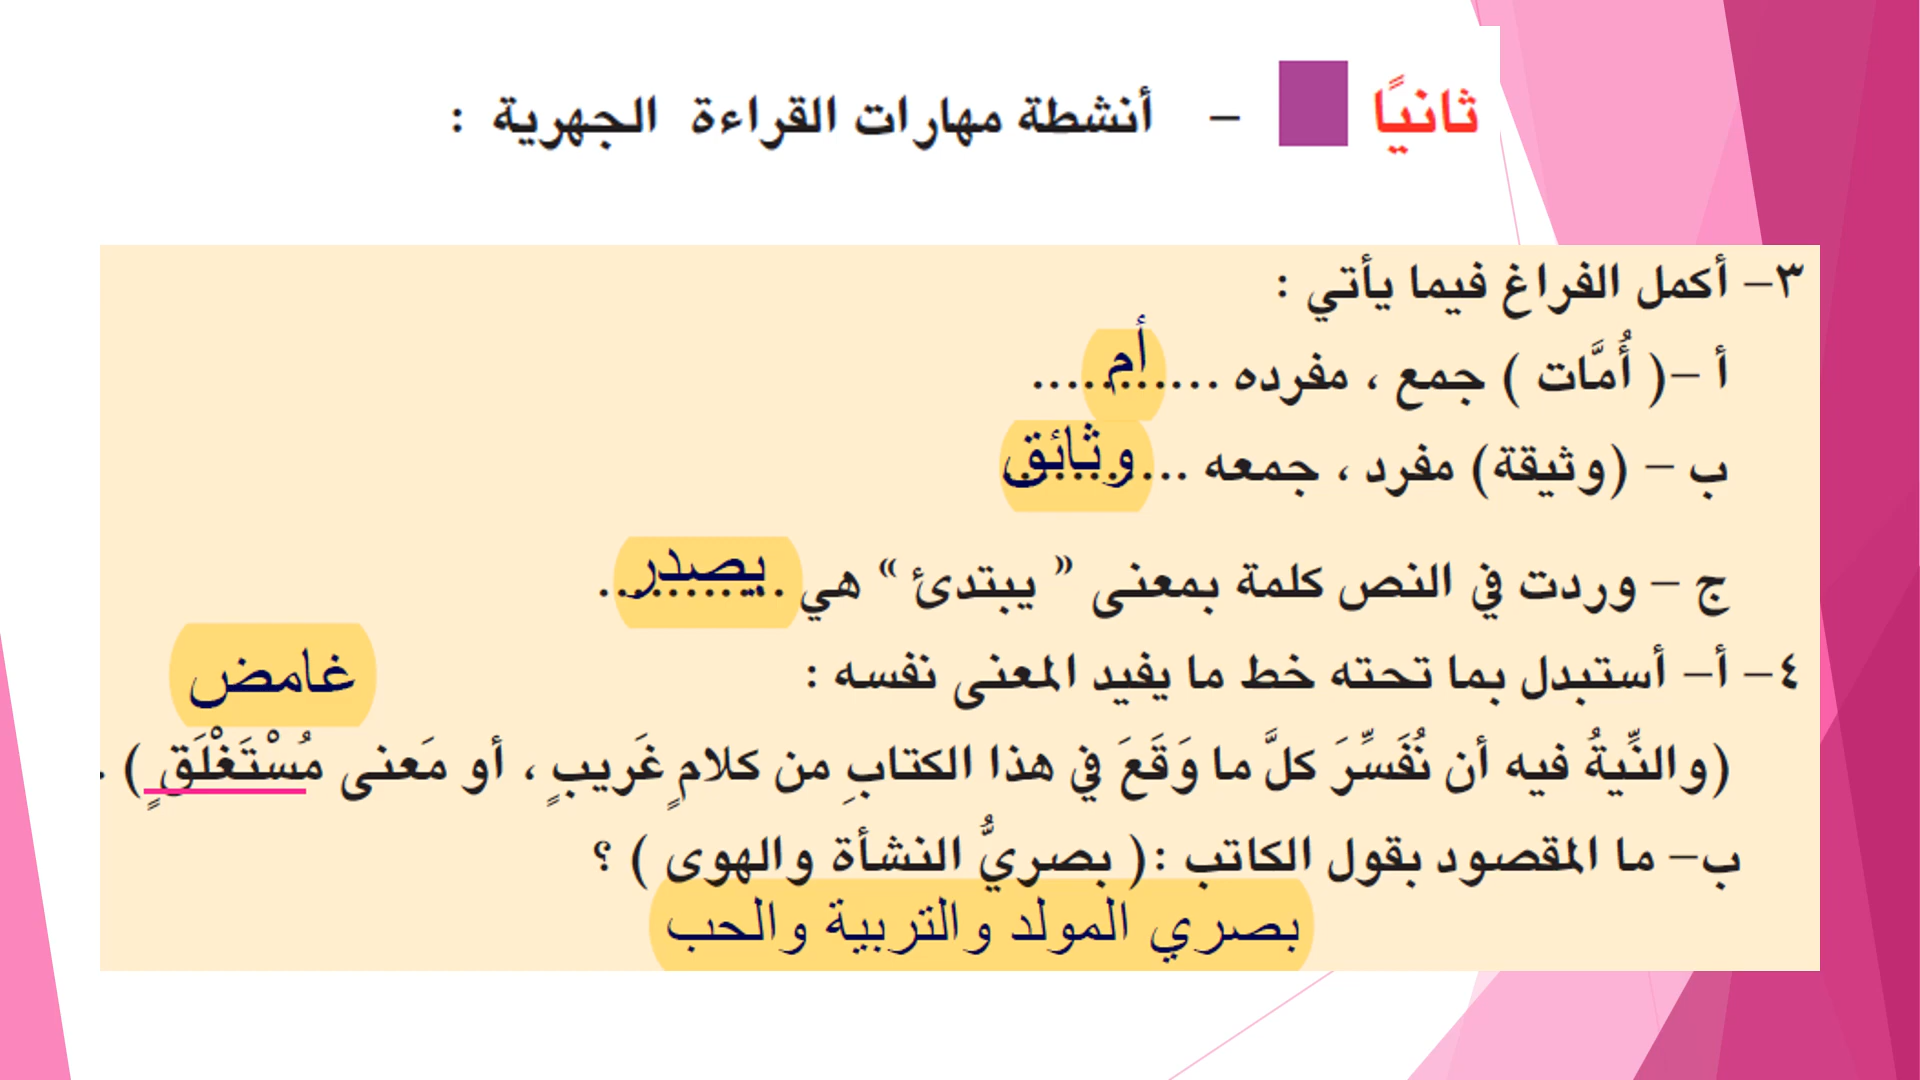 ثانيًا – أنشطة مهارات القراءة الجهرية :
٣– أكمل الفراغ فيما يأتي :
أ –( أُمَّات ) جمع ، مفرده ........... أم
ب – (وثيقة) مفرد ، جمعه ........... وثائق
ج – وردت في النص كلمة بمعنى " يبتدئ " هي ........... يصدر
٤– أ– أستبدل بما تحته خط ما يفيد المعنى نفسه :
غامض
(والنِّيةُ فيه أن نُفَسِّرَ كلَّ ما وَقَعَ في هذا الكتابِ من كلامٍ غَريبٍ ، أو مَعنى مُسْتَغْلَقٍ) .
ب– ما المقصود بقول الكاتب :( بصريُّ النشأة والهوى ) ؟
بصري المولد والتربية والحب